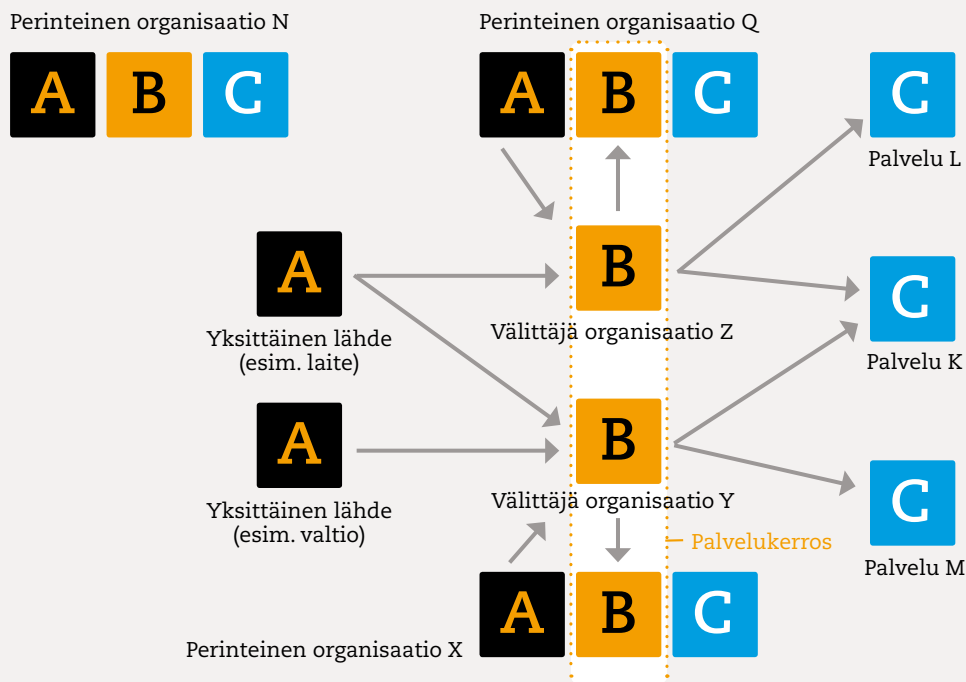 Perinteinen organisaatio N
A B C
Perinteinen organisaatio Q
A B C
C
Palvelu L
A
Yksittäinen lähde
(esim. laite)
B
Välittäjä organisaatio Z
C
Palvelu K
A
Yksittäinen lähde
(esim. valtio)
B
Välittäjä organisaatio Y
Palvelukerros
C
Palvelu M
Perinteinen organisaatio X
A B C